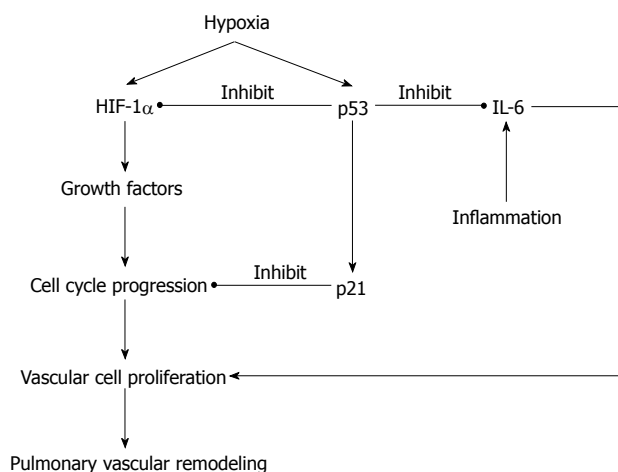 Hypoxia
Inhibit
Inhibit
HIF-1α
p53
IL-6
Growth factors
Inflammation
Inhibit
Cell cycle progression
p21
Vascular cell proliferation
Pulmonary vascular remodeling